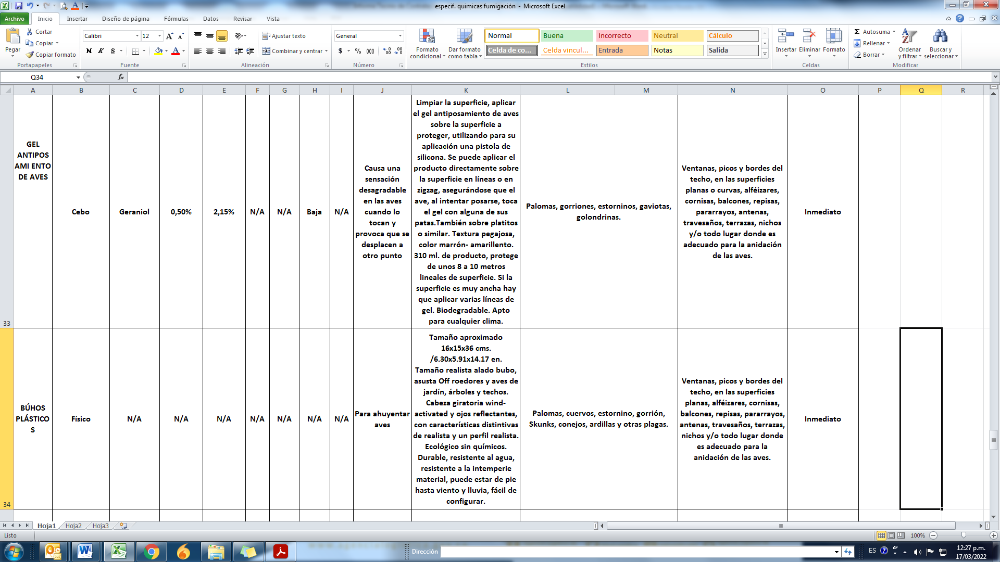 especif. quimicas fumigación - Microsoft Excel
Archivo Inicio Insertar Diseño de página Fórmulas Datos Revisar Vista
Pegar
Cortar
Copiar
Copiar formato
Portapapeles
Calibri 12
N K S
Fuente
Ajustar texto
Combinar y centrar
Alineación
General
$ % 000
Número
Formato condicional
Dar formato como tabla
Normal Buena Incorrecto Neutral Cálculo
Celda de co... Celda vincul... Entrada Notas Salida
Estilos
Insertar Eliminar Formato
Celdas
Σ Autosuma
Rellenar
Borrar
Ordenar y filtrar
Buscar y seleccionar
Modificar
Q34 fx
A B C D E F G H I J K L M N O P Q R
33
GEL
ANTIPOS
AMI ENTO
DE AVES
Cebo
Geraniol
0,50%
2,15%
N/A
N/A
Baja
N/A
Causa una
sensación
desagradable
en las aves
cuando lo
tocan y
provoca que se
desplacen a
otro punto
Limpiar la superficie, aplicar
el gel antiposamiento de aves
sobre la superficie a
proteger, utilizando para su
aplicación una pistola de
silicona. Se puede aplicar el
producto directamente sobre
la superficie en líneas o en
zigzag, asegurándose que el
ave, al intentar posarse, toca
el gel con alguna de sus
patas.También sobre platitos
o similar. Textura pegajosa,
color marrón- amarillento.
310 ml. de producto, protege
de unos 8 a 10 metros
lineales de superficie. Si la
superficie es muy ancha hay
que aplicar varias líneas de
gel. Biodegradable. Apto
para cualquier clima.
Palomas, gorriones, estorninos, gaviotas,
golondrinas.
Ventanas, picos y bordes del
techo, en las superficies
planas o curvas, alféizares,
cornisas, balcones, repisas,
pararrayos, antenas,
travesaños, terrazas, nichos
y/o todo lugar donde es
adecuado para la anidación
de las aves.
Inmediato
34
BÚHOS
PLÁSTICO
S
Físico
N/A
N/A
N/A
N/A
N/A
N/A
N/A
Para ahuyentar
aves
Tamaño aproximado
16x15x36 cms.
/6.30x5.91x14.17 en.
Tamaño realista alado bubo,
asusta Off roedores y aves de
jardín, árboles y techos.
Cabeza giratoria wind-
activated y ojos reflectantes,
con características distintivas
de realista y un perfil realista.
Ecológico sin químicos.
Durable, resistente al agua,
resistente a la intemperie
material, puede estar de pie
hasta viento y lluvia, fácil de
configurar.
Palomas, cuervos, estornino, gorrión,
Skunks, conejos, ardillas y otras plagas.
Ventanas, picos y bordes del
techo, en las superficies
planas, alféizares, cornisas,
balcones, repisas, pararrayos,
antenas, travesaños, terrazas,
nichos y/o todo lugar donde
es adecuado para la
anidación de las aves.
Inmediato
Hoja1 Hoja2 Hoja3
Listo 100%
Dirección ES 12:27 p.m.
17/03/2022